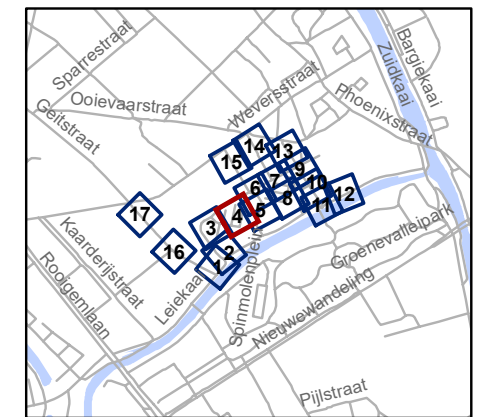 Sparrestraat
Bargiekaai
Zuidkaai
Weversstraat
Ooievaarstraat
Phoenixstraat
Geitstraat
14
13
15
9
7
10
6
12
8
11
5
17
4
3
Groenevalleipark
Kaarderijstraat
16
2
1
Rooigemlaan
Leiekaai
Spinmolenplein
Nieuwewandeling
Pijlstraat